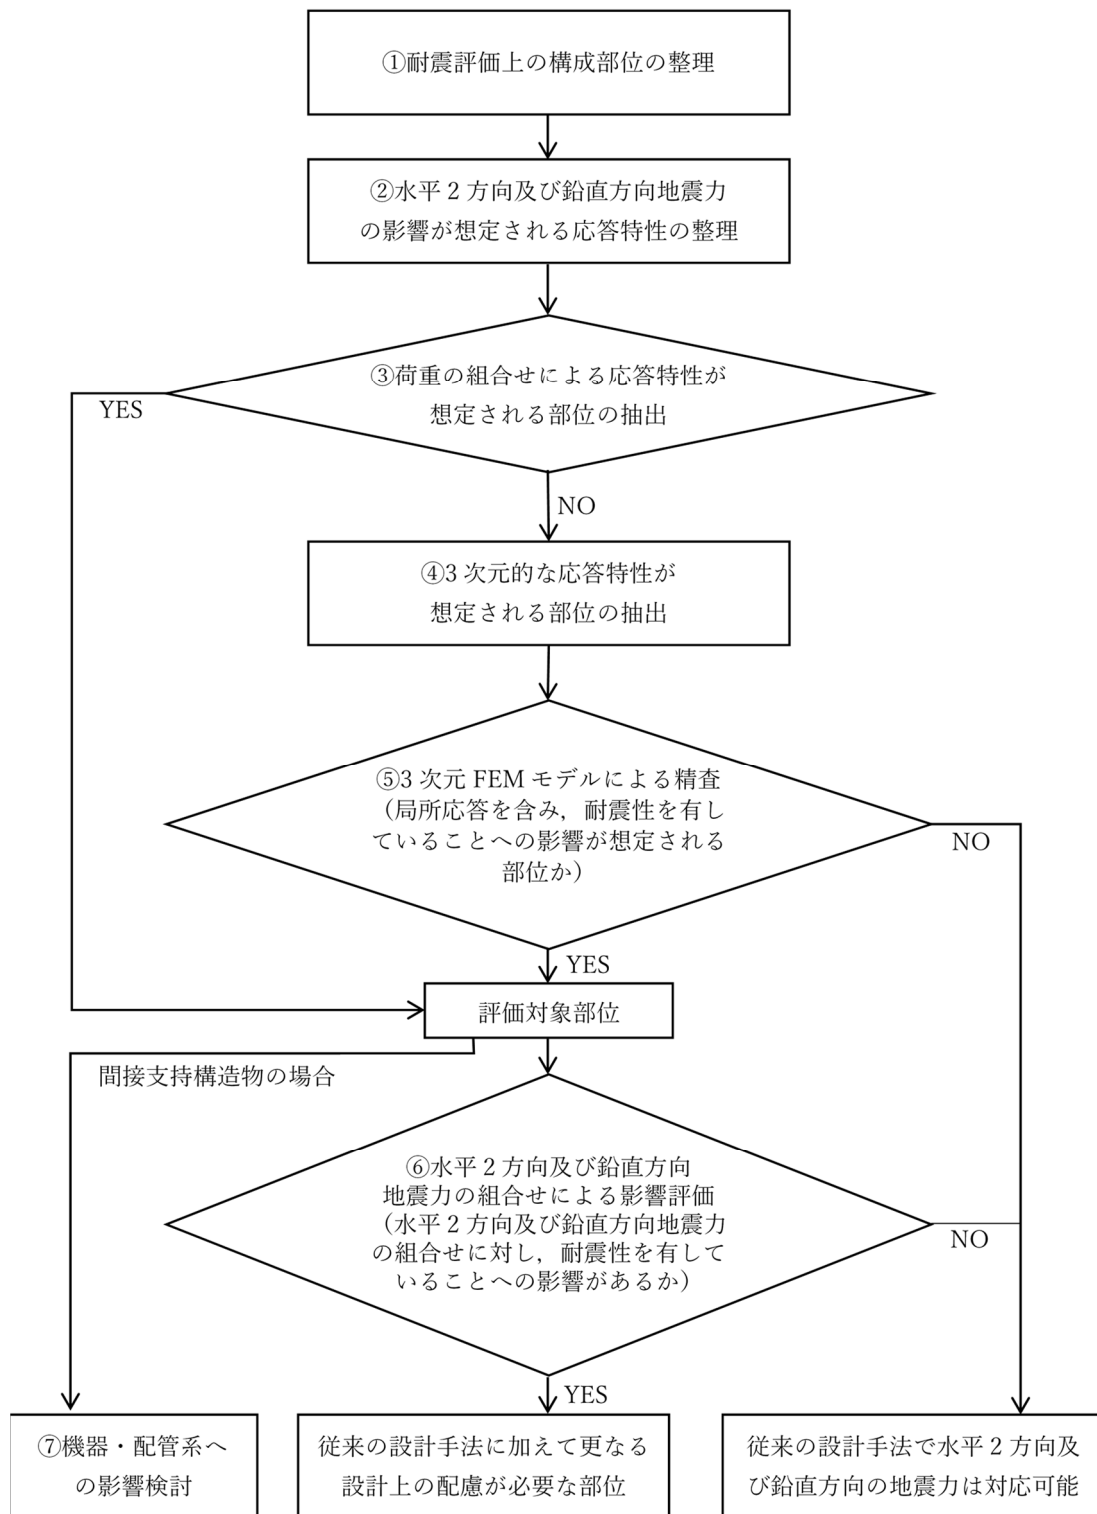 ①耐震評価上の構成部位の整理
②水平２方向及び鉛直方向地震力
の影響が想定される応答特性の整理
③荷重の組合せによる応答特性が
想定される部位の抽出
YES
NO
④3 次元的な応答特性が
想定される部位の抽出
⑤3 次元 FEM モデルによる精査
（局所応答を含み，耐震性を有し
ていることへの影響が想定される
部位か）
NO
YES
評価対象部位
間接支持構造物の場合
⑥水平２方向及び鉛直方向
地震力の組合せによる影響評価
（水平２方向及び鉛直方向地震力
の組合せに対し，耐震性を有して
いることへの影響があるか）
NO
YES
⑦機器・配管系へ
の影響検討
従来の設計手法に加えて更なる
設計上の配慮が必要な部位
従来の設計手法で水平２方向及
び鉛直方向の地震力は対応可能